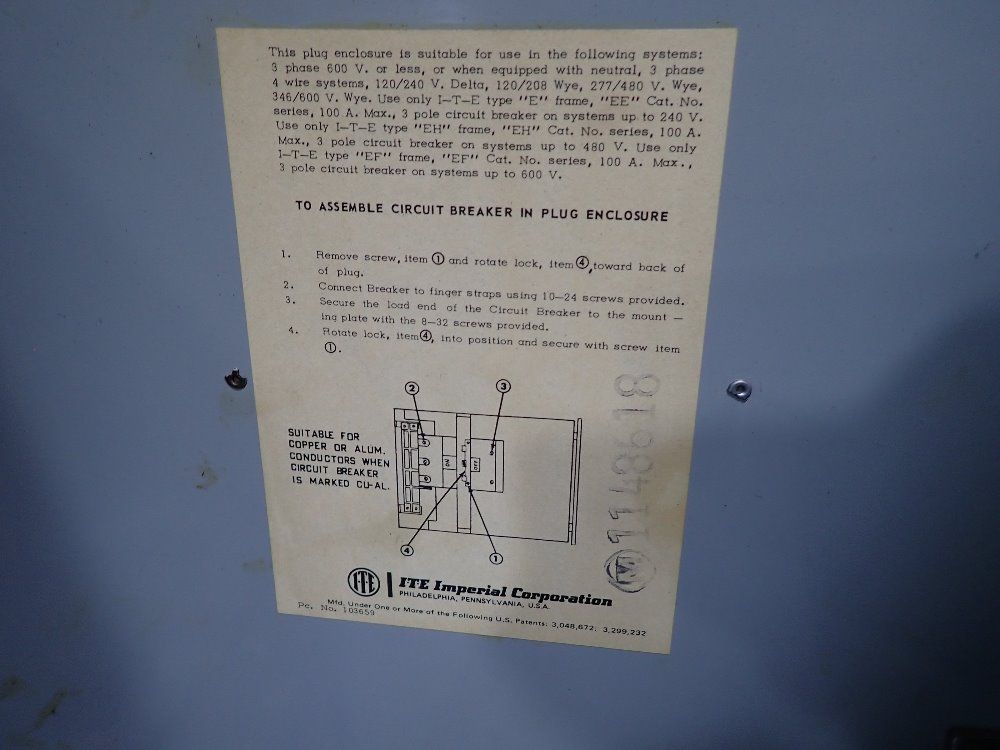 This plug enclosure is suitable for use in the following systems:
3 phase 600 V. or less, or when equipped with neutral, 3 phase
4 wire systems, 120/240 V. Delta, 120/208 Wye, 277/480 V. Wye,
346/600 V. Wye. Use only I-T-E type "E" frame, "EE" Cat. No.
series, 100 A. Max., 3 pole circuit breaker on systems up to 240 V.
Use only I-T-E type "EH" frame, "EH" Cat. No. series, 100 A.
Max., 3 pole circuit breaker on systems up to 480 V. Use only
I-T-E type "EF" frame, "EF" Cat. No. series, 100 A. Max.,
3 pole circuit breaker on systems up to 600 V.
TO ASSEMBLE CIRCUIT BREAKER IN PLUG ENCLOSURE
1. Remove screw, item ① and rotate lock, item ④, toward back of
of plug.
2. Connect Breaker to finger straps using 10-24 screws provided.
3. Secure the load end of the Circuit Breaker to the mount -
ing plate with the 8-32 screws provided.
4. Rotate lock, item ④, into position and secure with screw item
①.
2
3
SUITABLE FOR
COPPER OR ALUM.
CONDUCTORS WHEN
CIRCUIT BREAKER
IS MARKED CU-AL.
ON
OFF
4
1
M 1148618
ITE ITE Imperial Corporation
PHILADELPHIA, PENNSYLVANIA, U.S.A.
Mfd. Under One or More of the Following U.S. Patents: 3,048,672; 3,299,232
Pc. No. 103659